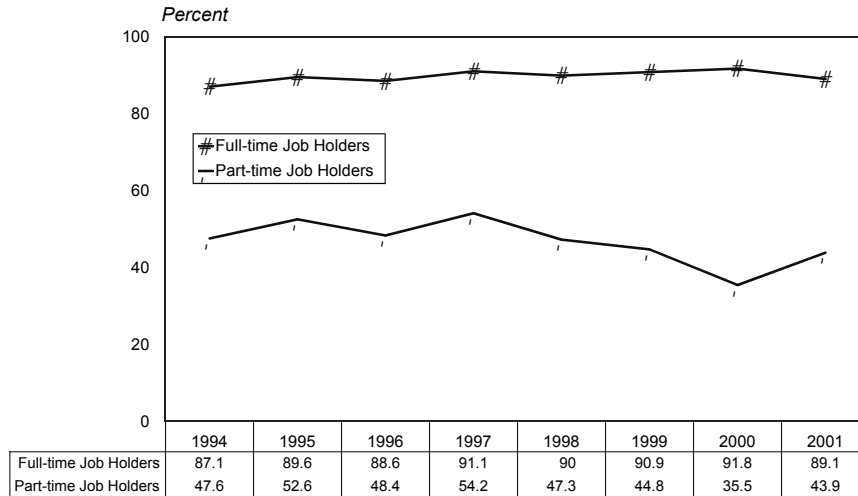 Percent
100
80
# Full-time Job Holders
Part-time Job Holders
60
40
20
0
1994 1995 1996 1997 1998 1999 2000 2001
Full-time Job Holders 87.1 89.6 88.6 91.1 90 90.9 91.8 89.1
Part-time Job Holders 47.6 52.6 48.4 54.2 47.3 44.8 35.5 43.9